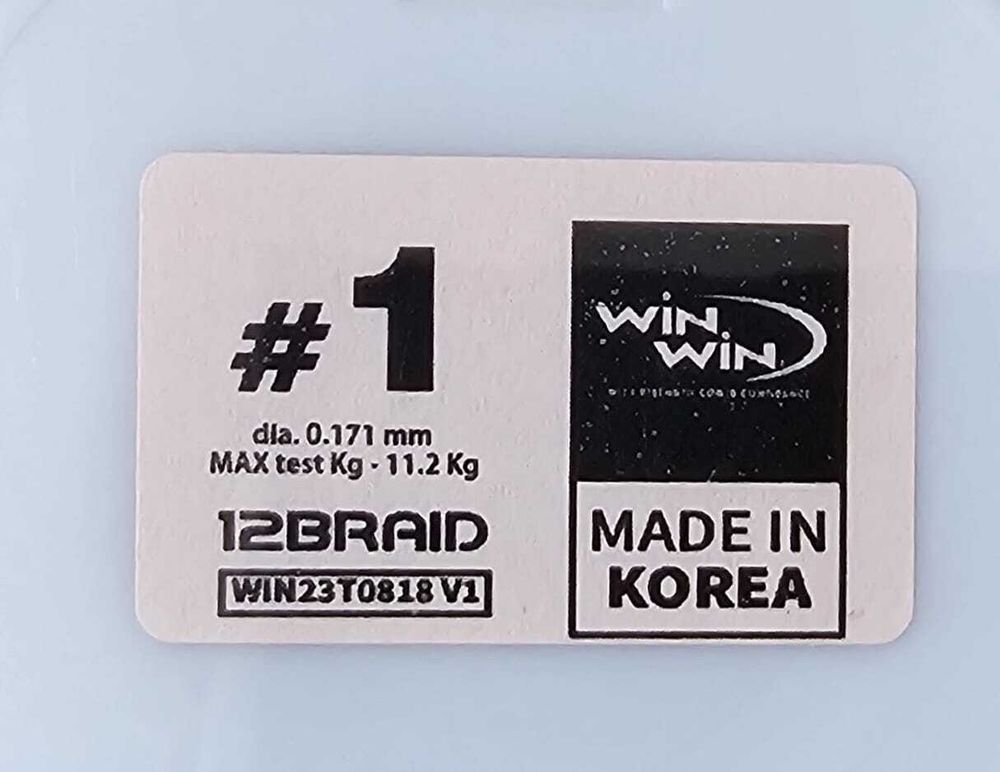 #1
dia. 0.171 mm
MAX test Kg - 11.2 Kg
12BRAID
WIN23T0818 V1
WiN
WiN
MADE IN
KOREA